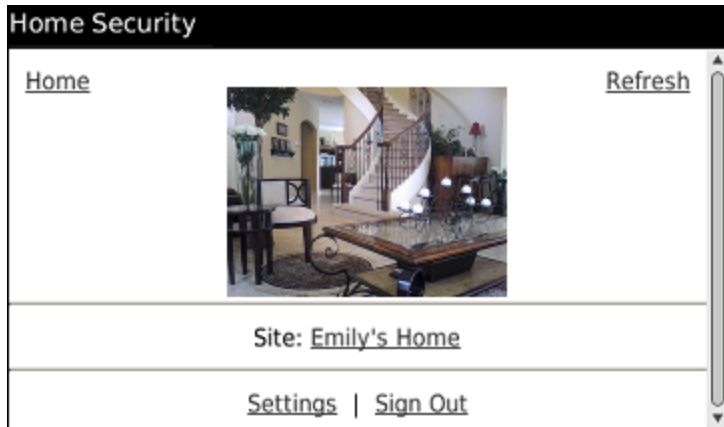 Home Security
Home Refresh
Site: Emily's Home
Settings | Sign Out